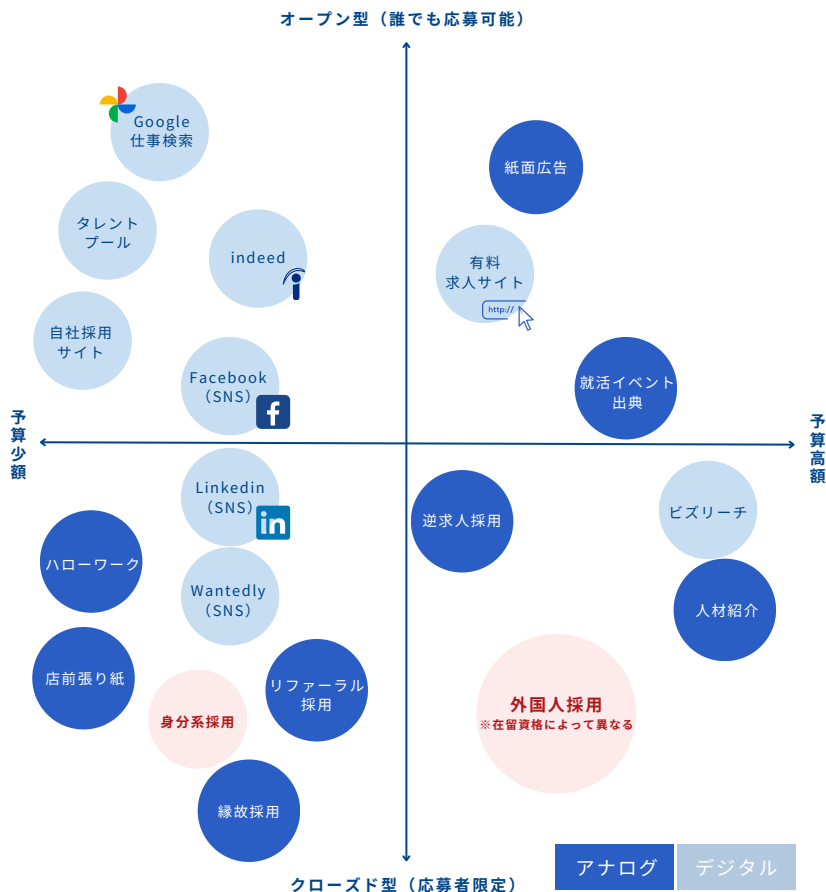 オープン型（誰でも応募可能）
Google
仕事検索
紙面広告
タレント
プール
indeed
有料
求人サイト
http://
自社採用
サイト
Facebook
（SNS）
就活イベント
出典
予算少額
予算高額
Linkedin
（SNS）
in
逆求人採用
ビズリーチ
ハローワーク
Wantedly
（SNS）
人材紹介
店前張り紙
リファーラル
採用
身分系採用
外国人採用
※在留資格によって異なる
縁故採用
アナログ
デジタル
クローズド型（応募者限定）